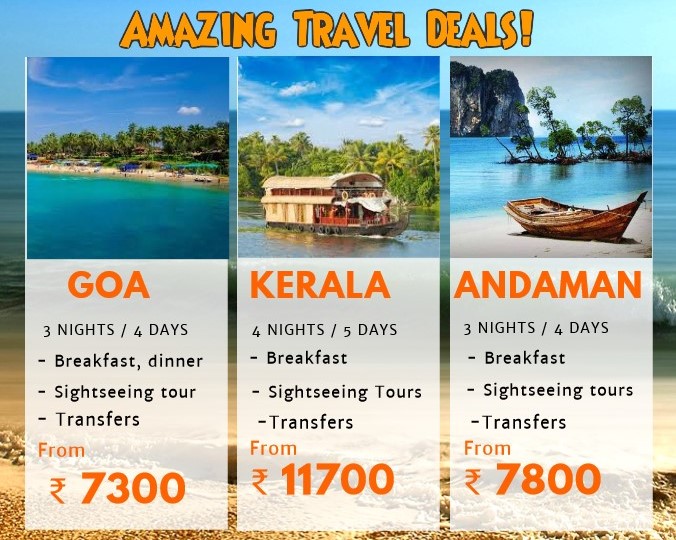 AMAZING TRAVEL DEALS!
GOA
3 NIGHTS / 4 DAYS
- Breakfast, dinner
- Sightseeing tour
- Transfers
From
₹ 7300
KERALA
4 NIGHTS / 5 DAYS
- Breakfast
- Sightseeing Tours
-Transfers
From
₹ 11700
ANDAMAN
3 NIGHTS / 4 DAYS
- Breakfast
- Sightseeing tours
-Transfers
From
₹ 7800